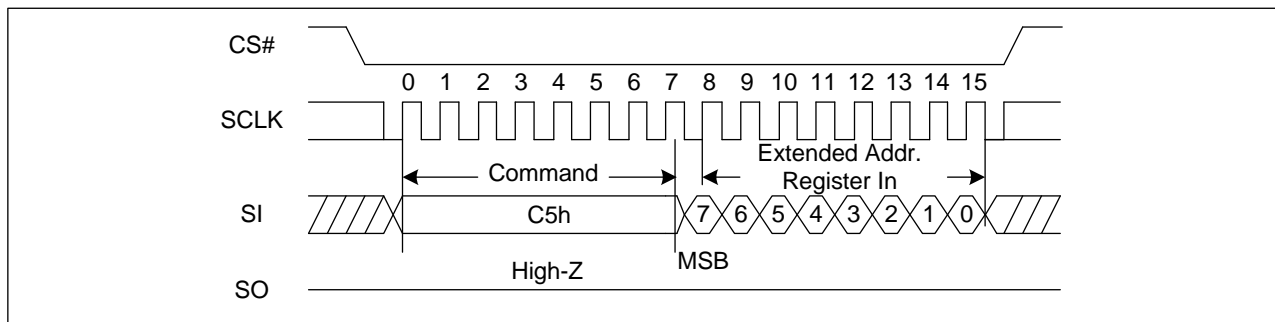 CS#
0 1 2 3 4 5 6 7 8 9 10 11 12 13 14 15
SCLK
Command
Extended Addr.
Register In
SI
C5h
7 6 5 4 3 2 1 0
MSB
High-Z
SO